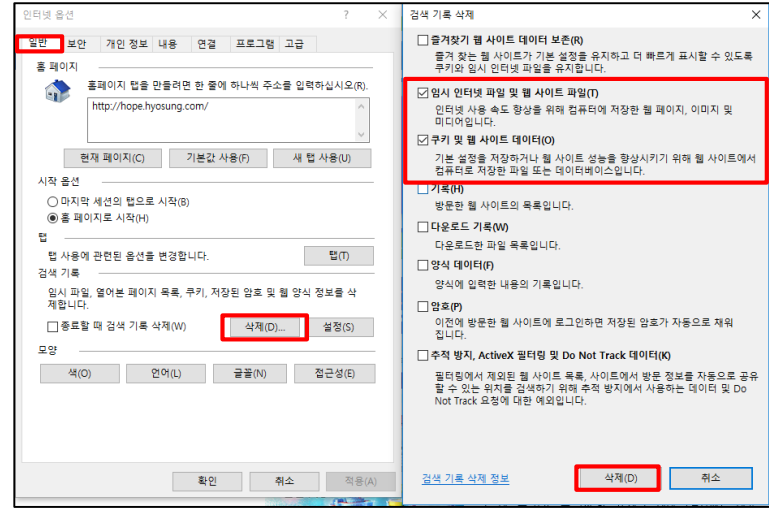 인터넷 옵션
일반 보안 개인 정보 내용 연결 프로그램 고급
홈 페이지
홈페이지 탭을 만들려면 한 줄에 하나씩 주소를 입력하십시오(R).
http://hope.hyosung.com/
현재 페이지(C) 기본값 사용(F) 새 탭 사용(U)
시작 옵션
마지막 세션의 탭으로 시작(B)
홈 페이지로 시작(H)
탭
탭 사용에 관련된 옵션을 변경합니다. 탭(T)
검색 기록
임시 파일, 열어본 페이지 목록, 쿠키, 저장된 암호 및 웹 양식 정보를 삭
제합니다.
종료할 때 검색 기록 삭제(W) 삭제(D)... 설정(S)
모양
색(O) 언어(L) 글꼴(N) 접근성(E)
확인 취소 적용(A)
검색 기록 삭제
즐겨찾기 웹 사이트 데이터 보존(R)
즐겨 찾는 웹 사이트가 기본 설정을 유지하고 더 빠르게 표시할 수 있도록
쿠키와 임시 인터넷 파일을 유지합니다.
임시 인터넷 파일 및 웹 사이트 파일(T)
인터넷 사용 속도 향상을 위해 컴퓨터에 저장한 웹 페이지, 이미지 및
미디어입니다.
쿠키 및 웹 사이트 데이터(O)
기본 설정을 저장하거나 웹 사이트 성능을 향상시키기 위해 웹 사이트에서
컴퓨터로 저장한 파일 또는 데이터베이스입니다.
기록(H)
방문한 웹 사이트의 목록입니다.
다운로드 기록(W)
다운로드한 파일 목록입니다.
양식 데이터(F)
양식에 입력한 내용의 기록입니다.
암호(P)
이전에 방문한 웹 사이트에 로그인하면 저장된 암호가 자동으로 채워
집니다.
추적 방지, ActiveX 필터링 및 Do Not Track 데이터(K)
필터링에서 제외된 웹 사이트 목록, 사이트에서 방문 정보를 자동으로 공유
할 수 있는 위치를 검색하기 위해 추적 방지에서 사용하는 데이터 및 Do
Not Track 요청에 대한 예외입니다.
검색 기록 삭제 정보 삭제(D) 취소